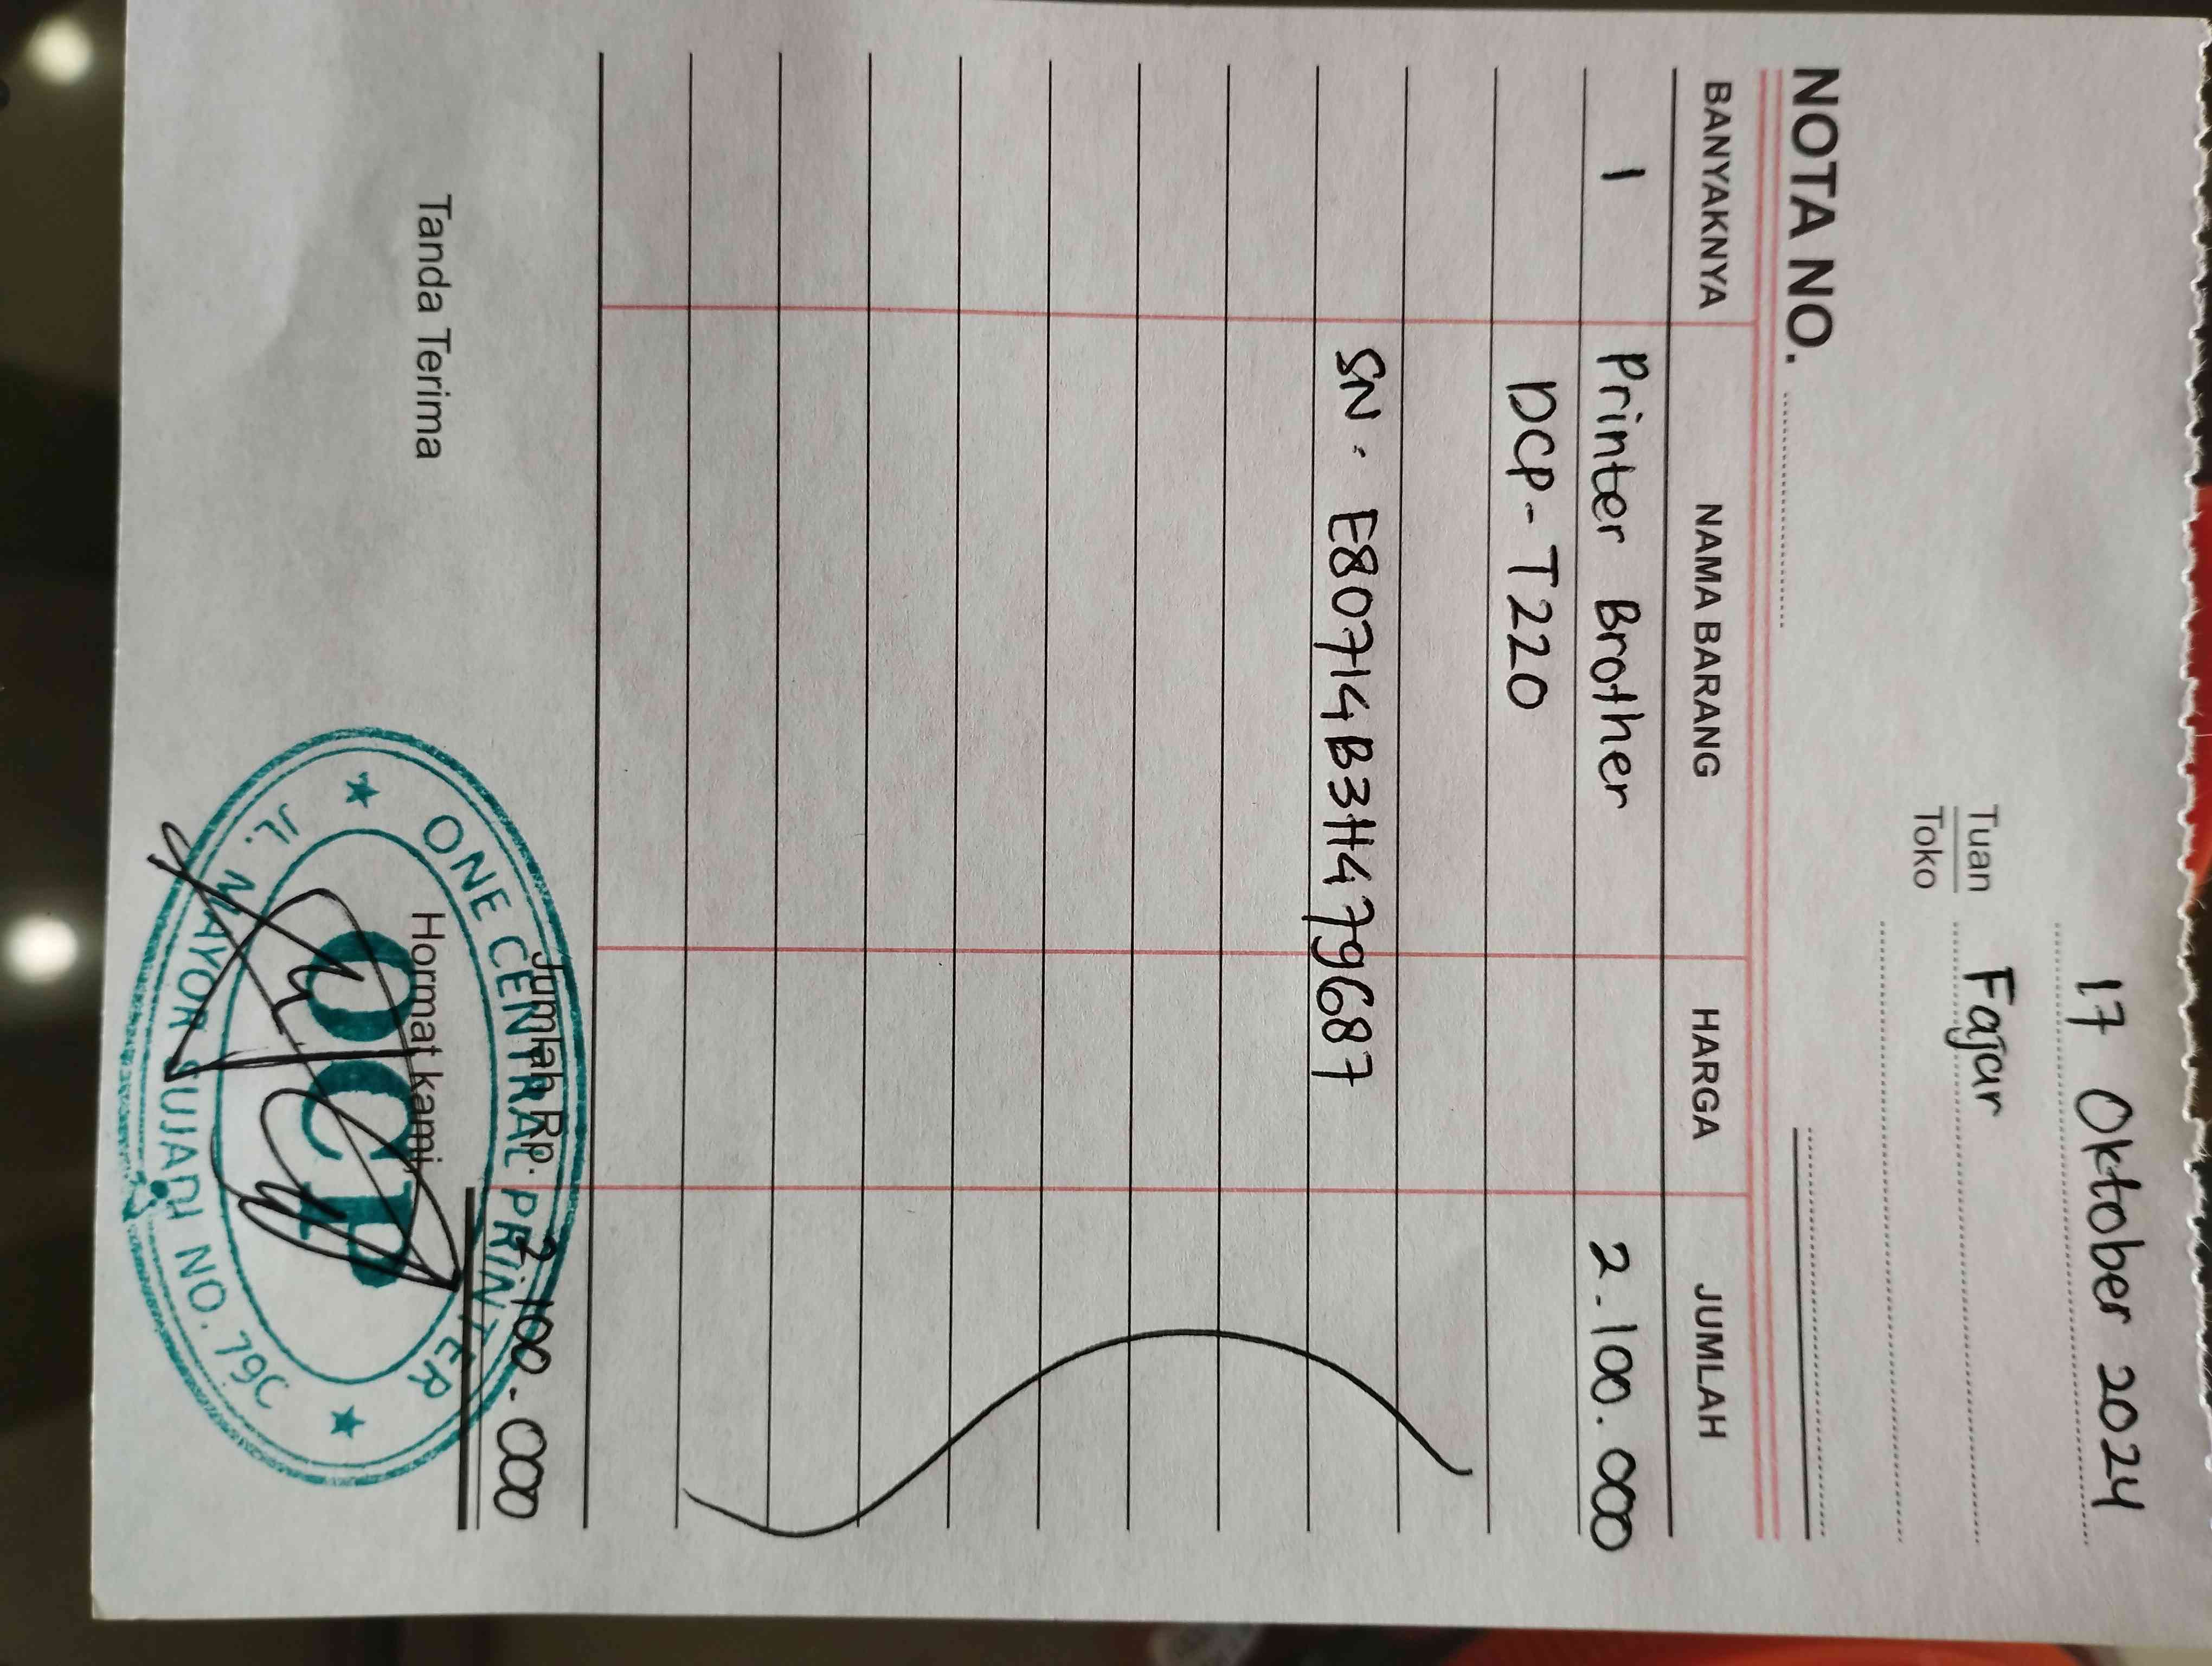 17 Oktober 2024
Tuan Fajar
Toko
NOTA NO.
BANYAKNYA NAMA BARANG HARGA JUMLAH
1 Printer Brother 2.100.000
DCP-T220
SN. E80714B3H479687
Jumlah Rp. 2.100.000
Tanda Terima Hormat kami,
ONE CENTRAL PRINTER
OCP
JL. MAYOR SUJADI NO. 79C